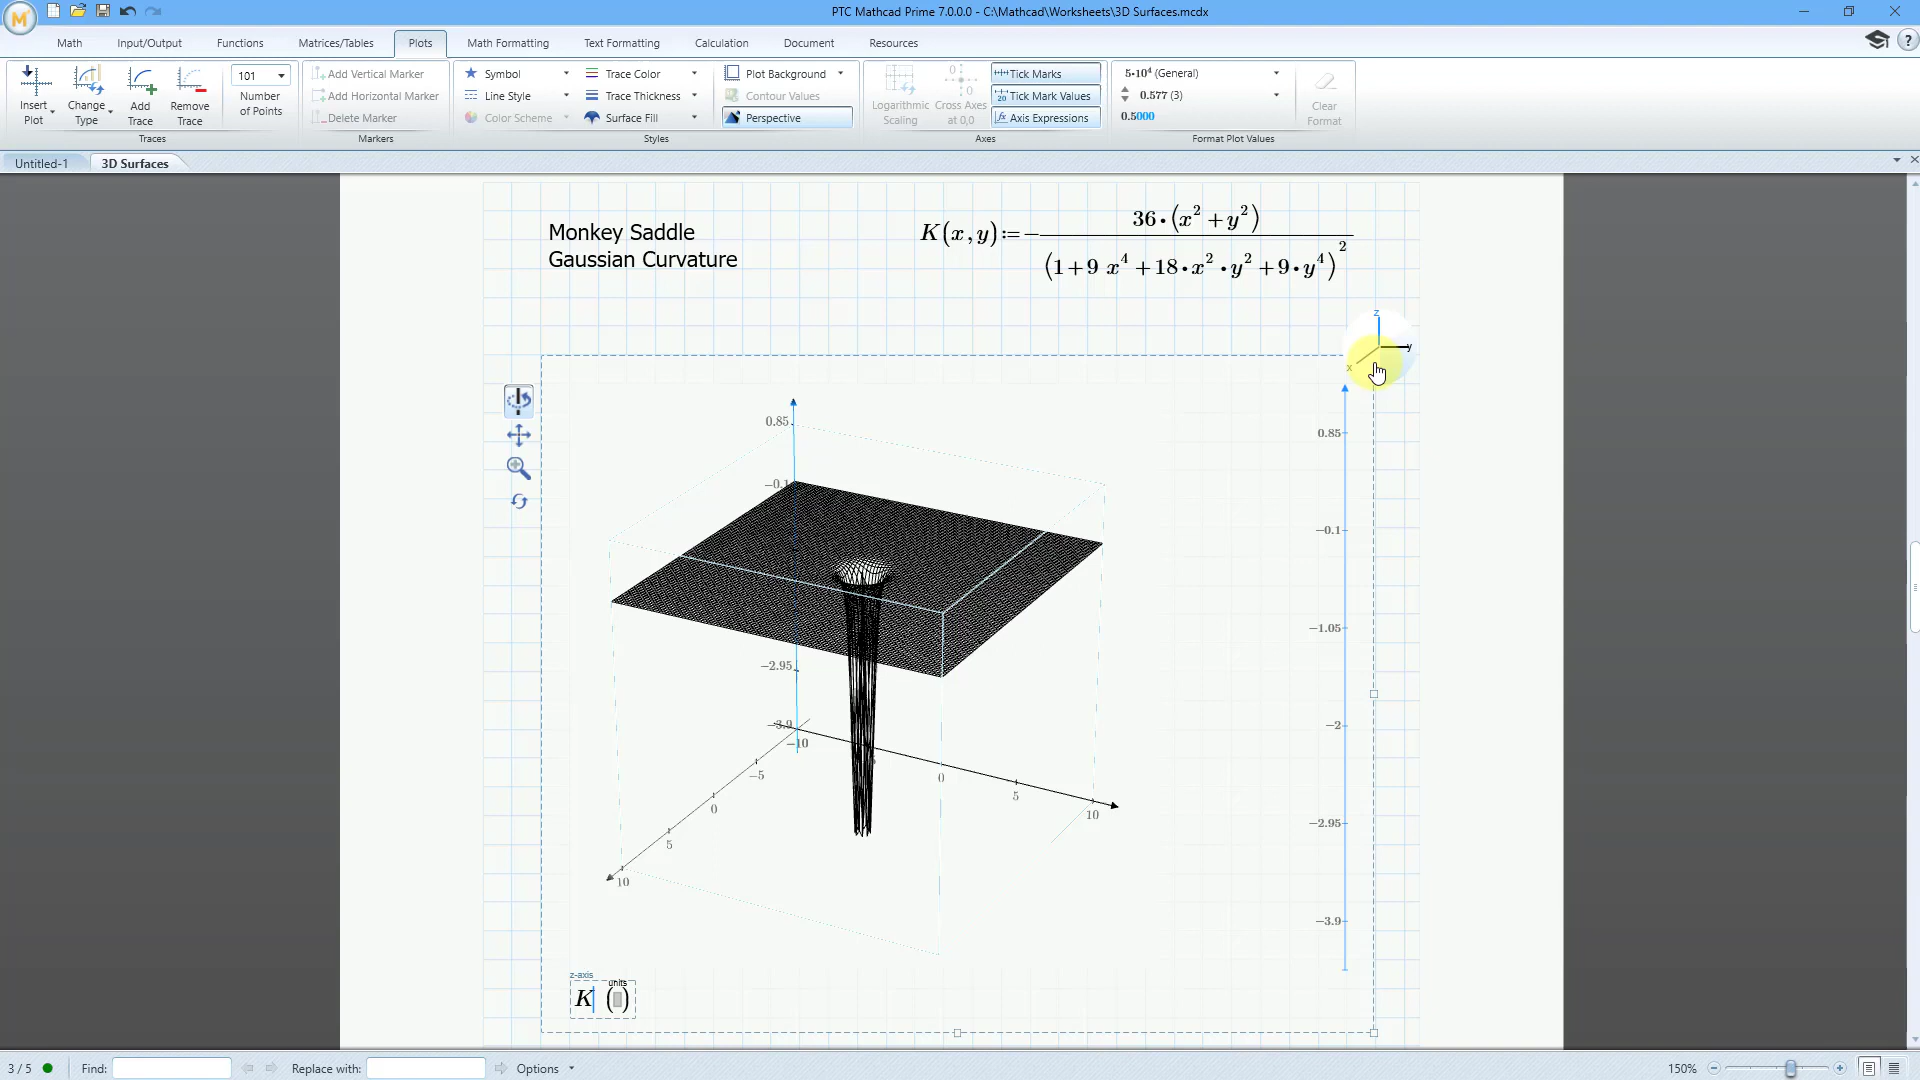 PTC Mathcad Prime 7.0.0.0 - C:\Mathcad\Worksheets\3D Surfaces.mcdx
Math Input/Output Functions Matrices/Tables Plots Math Formatting Text Formatting Calculation Document Resources
Insert Plot
Change Type
Add Trace
Remove Trace
101
Number of Points
Traces
Add Vertical Marker
Add Horizontal Marker
Delete Marker
Markers
Symbol
Line Style
Color Scheme
Trace Color
Trace Thickness
Surface Fill
Styles
Plot Background
Contour Values
Perspective
Logarithmic Scaling
Cross Axes at 0,0
Tick Marks
Tick Mark Values
Axis Expressions
Axes
5•10⁴ (General)
0.577 (3)
0.5000
Clear Format
Format Plot Values
Untitled-1 3D Surfaces
Monkey Saddle
Gaussian Curvature
K(x,y):=−36•(x²+y²)/(1+9 x⁴+18•x²•y²+9•y⁴)²
z
y
x
0.85
−0.1
−2.95
−3.9
−10
−5
0
5
10
0
5
10
0.85
−0.1
−1.05
−2
−2.95
−3.9
z-axis
units
K ()
3 / 5 Find: Replace with: Options 150%